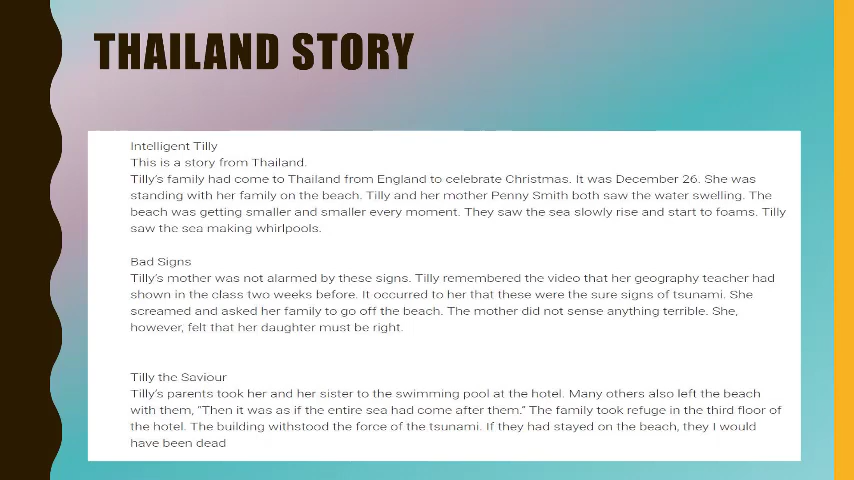 THAILAND STORY
Intelligent Tilly
This is a story from Thailand.
Tilly's family had come to Thailand from England to celebrate Christmas. It was December 26. She was
standing with her family on the beach. Tilly and her mother Penny Smith both saw the water swelling. The
beach was getting smaller and smaller every moment. They saw the sea slowly rise and start to foams. Tilly
saw the sea making whirlpools.
Bad Signs
Tilly's mother was not alarmed by these signs. Tilly remembered the video that her geography teacher had
shown in the class two weeks before. It occurred to her that these were the sure signs of tsunami. She
screamed and asked her family to go off the beach. The mother did not sense anything terrible. She,
however, felt that her daughter must be right.
Tilly the Saviour
Tilly's parents took her and her sister to the swimming pool at the hotel. Many others also left the beach
with them, “Then it was as if the entire sea had come after them.” The family took refuge in the third floor of
the hotel. The building withstood the force of the tsunami. If they had stayed on the beach, they I would
have been dead